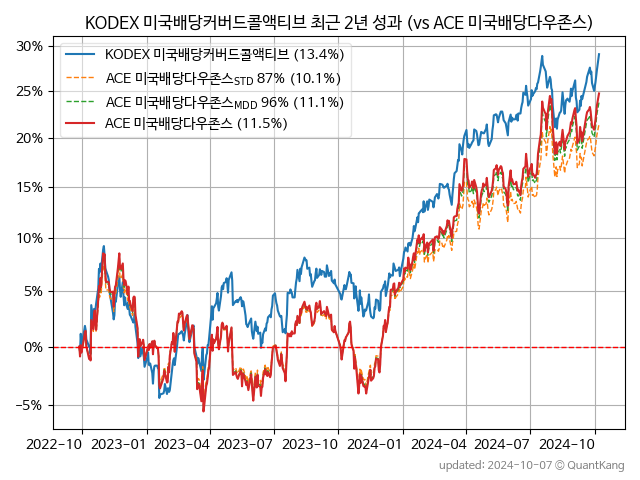 KODEX 미국배당커버드콜액티브 최근 2년 성과 (vs ACE 미국배당다우존스)
KODEX 미국배당커버드콜액티브 (13.4%)
ACE 미국배당다우존스STD 87% (10.1%)
ACE 미국배당다우존스MDD 96% (11.1%)
ACE 미국배당다우존스 (11.5%)
30%
25%
20%
15%
10%
5%
0%
−5%
2022-10 2023-01 2023-04 2023-07 2023-10 2024-01 2024-04 2024-07 2024-10
updated: 2024-10-07 © QuantKang